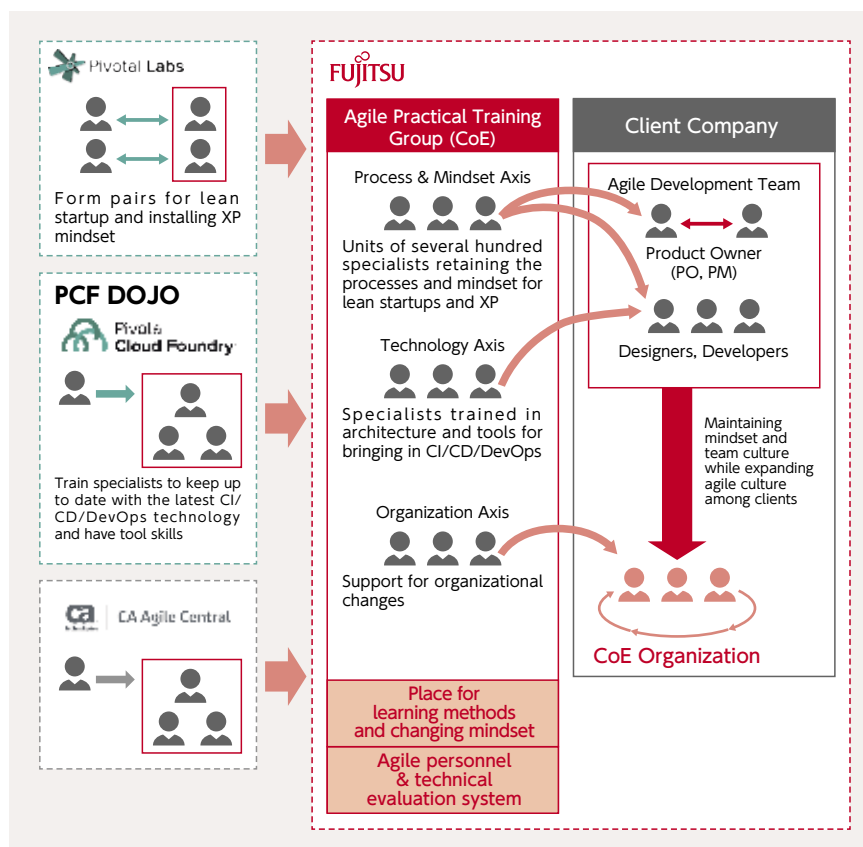 Pivotal Labs
Form pairs for lean
startup and installing XP
mindset
PCF DOJO
Pivotal
Cloud Foundry
Train specialists to keep up
to date with the latest CI/
CD/DevOps technology
and have tool skills
ca
CA Agile Central
FUJITSU
Agile Practical Training
Group (CoE)
Process & Mindset Axis
Units of several hundred
specialists retaining the
processes and mindset for
lean startups and XP
Technology Axis
Specialists trained in
architecture and tools for
bringing in CI/CD/DevOps
Organization Axis
Support for organizational
changes
Place for
learning methods
and changing mindset
Agile personnel
& technical
evaluation system
Client Company
Agile Development Team
Product Owner
(PO, PM)
Designers, Developers
Maintaining
mindset and
team culture
while expanding
agile culture
among clients
CoE Organization